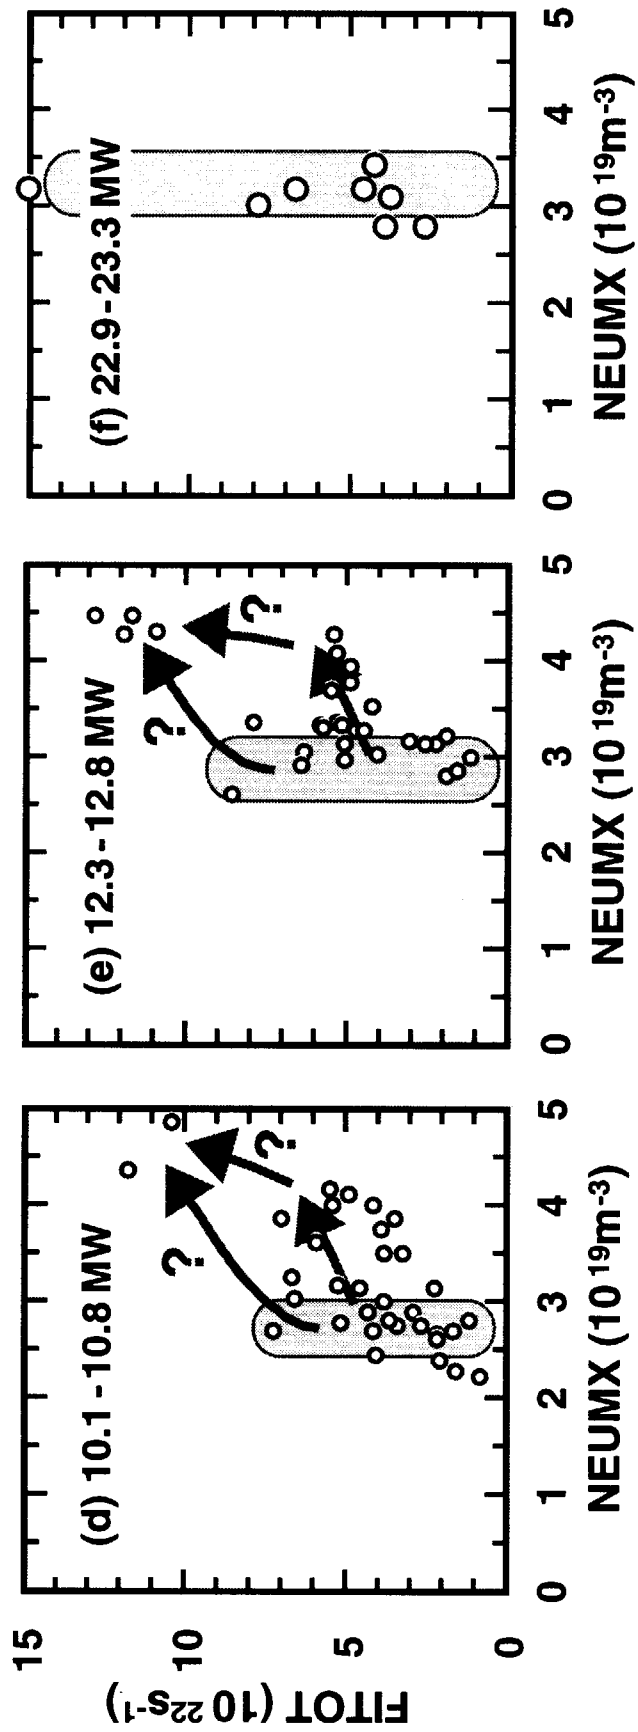 FITOT (10 22s-1)
15
10
5
0
(d) 10.1 - 10.8 MW
?
?
0 1 2 3 4 5
NEUMX (10 19m-3)
(e) 12.3 - 12.8 MW
?
?
0 1 2 3 4 5
NEUMX (10 19m-3)
(f) 22.9 - 23.3 MW
0 1 2 3 4 5
NEUMX (10 19m-3)